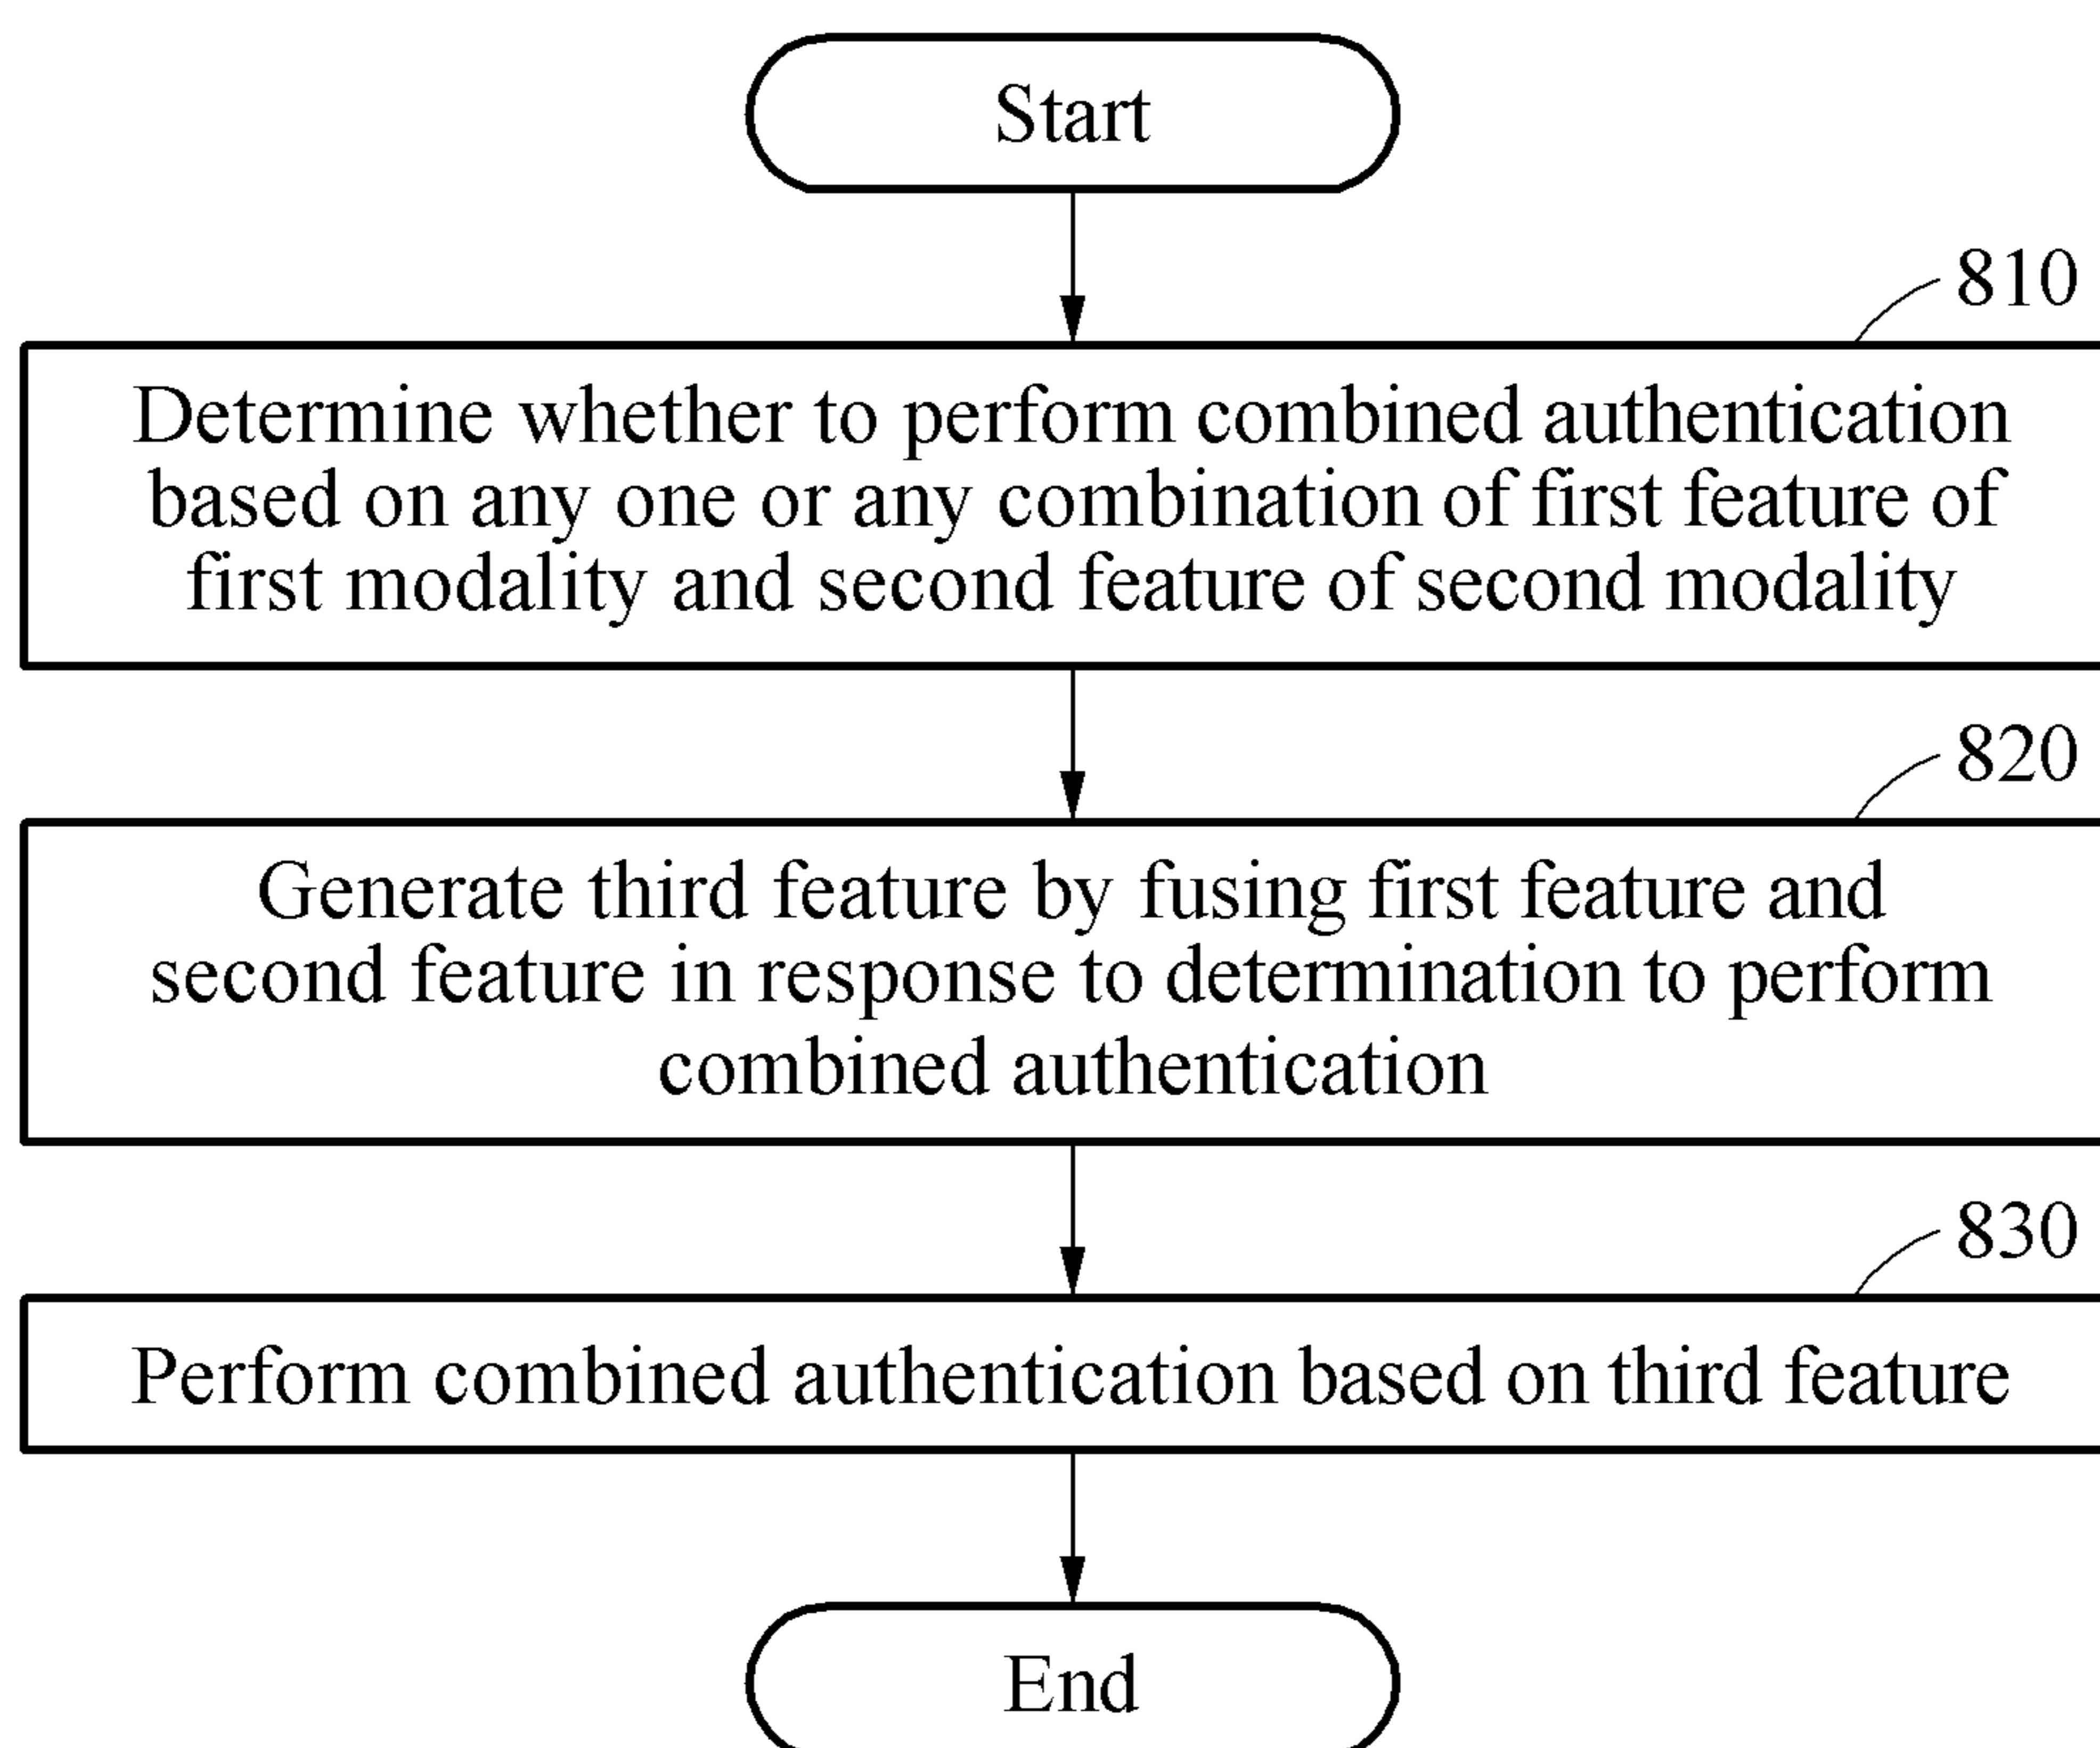 Start
810
Determine whether to perform combined authentication
based on any one or any combination of first feature of
first modality and second feature of second modality
820
Generate third feature by fusing first feature and
second feature in response to determination to perform
combined authentication
830
Perform combined authentication based on third feature
End